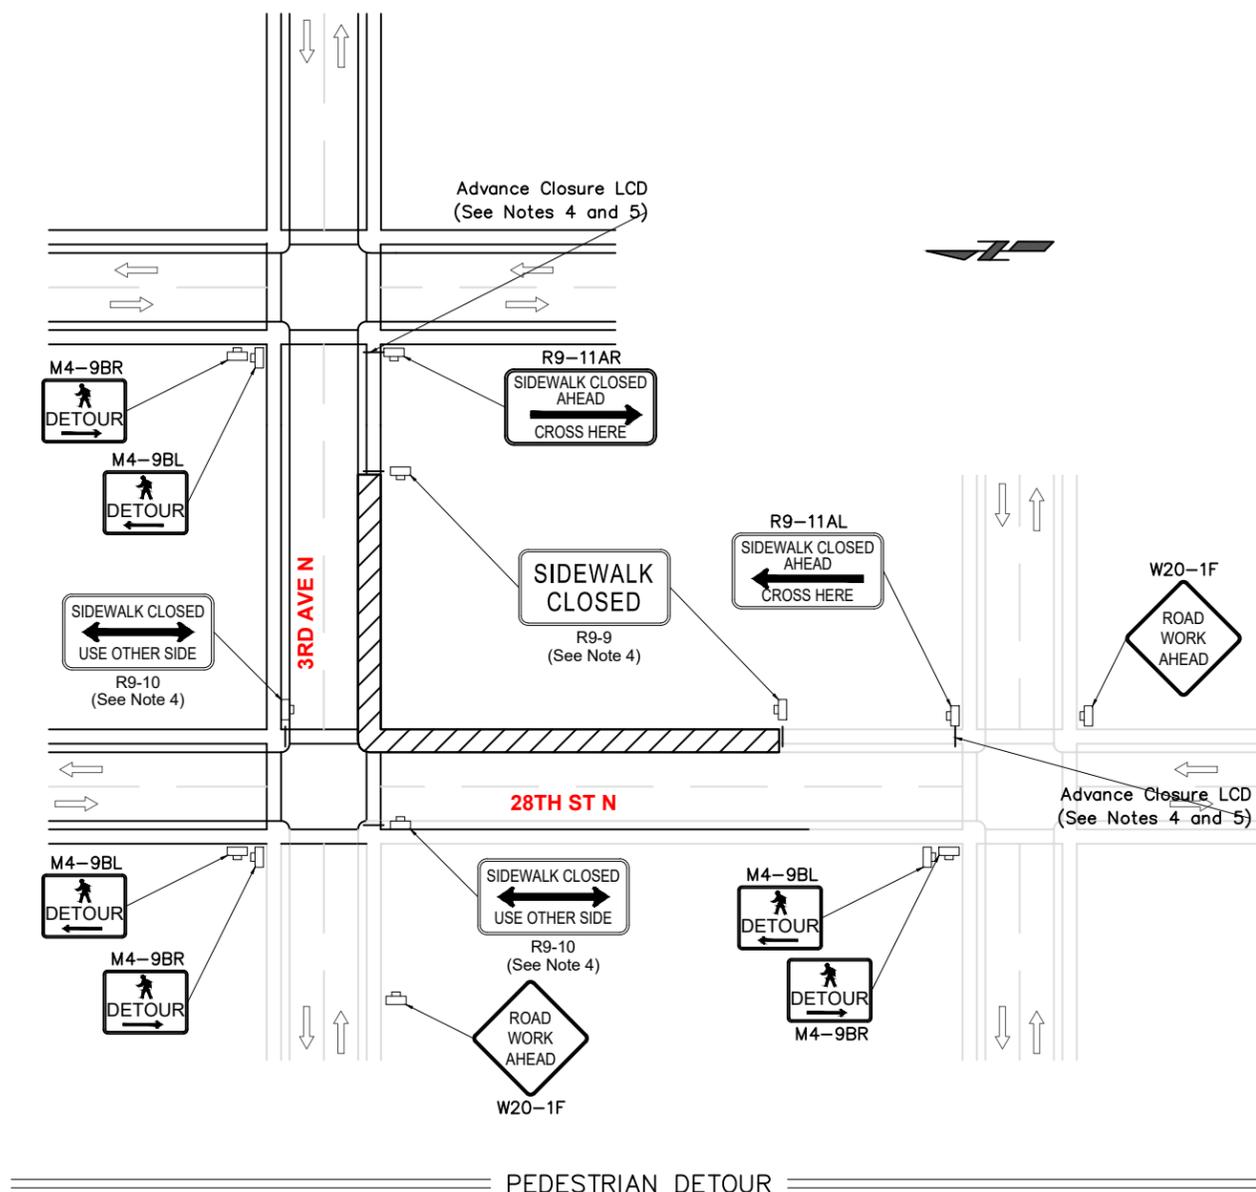 Advance Closure LCD
(See Notes 4 and 5)
M4-9BR
DETOUR
M4-9BL
DETOUR
R9-11AR
SIDEWALK CLOSED
AHEAD
CROSS HERE
R9-11AL
SIDEWALK CLOSED
AHEAD
CROSS HERE
SIDEWALK
CLOSED
R9-9
(See Note 4)
W20-1F
ROAD
WORK
AHEAD
3RD AVE N
SIDEWALK CLOSED
USE OTHER SIDE
R9-10
(See Note 4)
28TH ST N
Advance Closure LCD
(See Notes 4 and 5)
M4-9BL
DETOUR
M4-9BR
DETOUR
SIDEWALK CLOSED
USE OTHER SIDE
R9-10
(See Note 4)
M4-9BL
DETOUR
DETOUR
M4-9BR
ROAD
WORK
AHEAD
W20-1F
PEDESTRIAN DETOUR